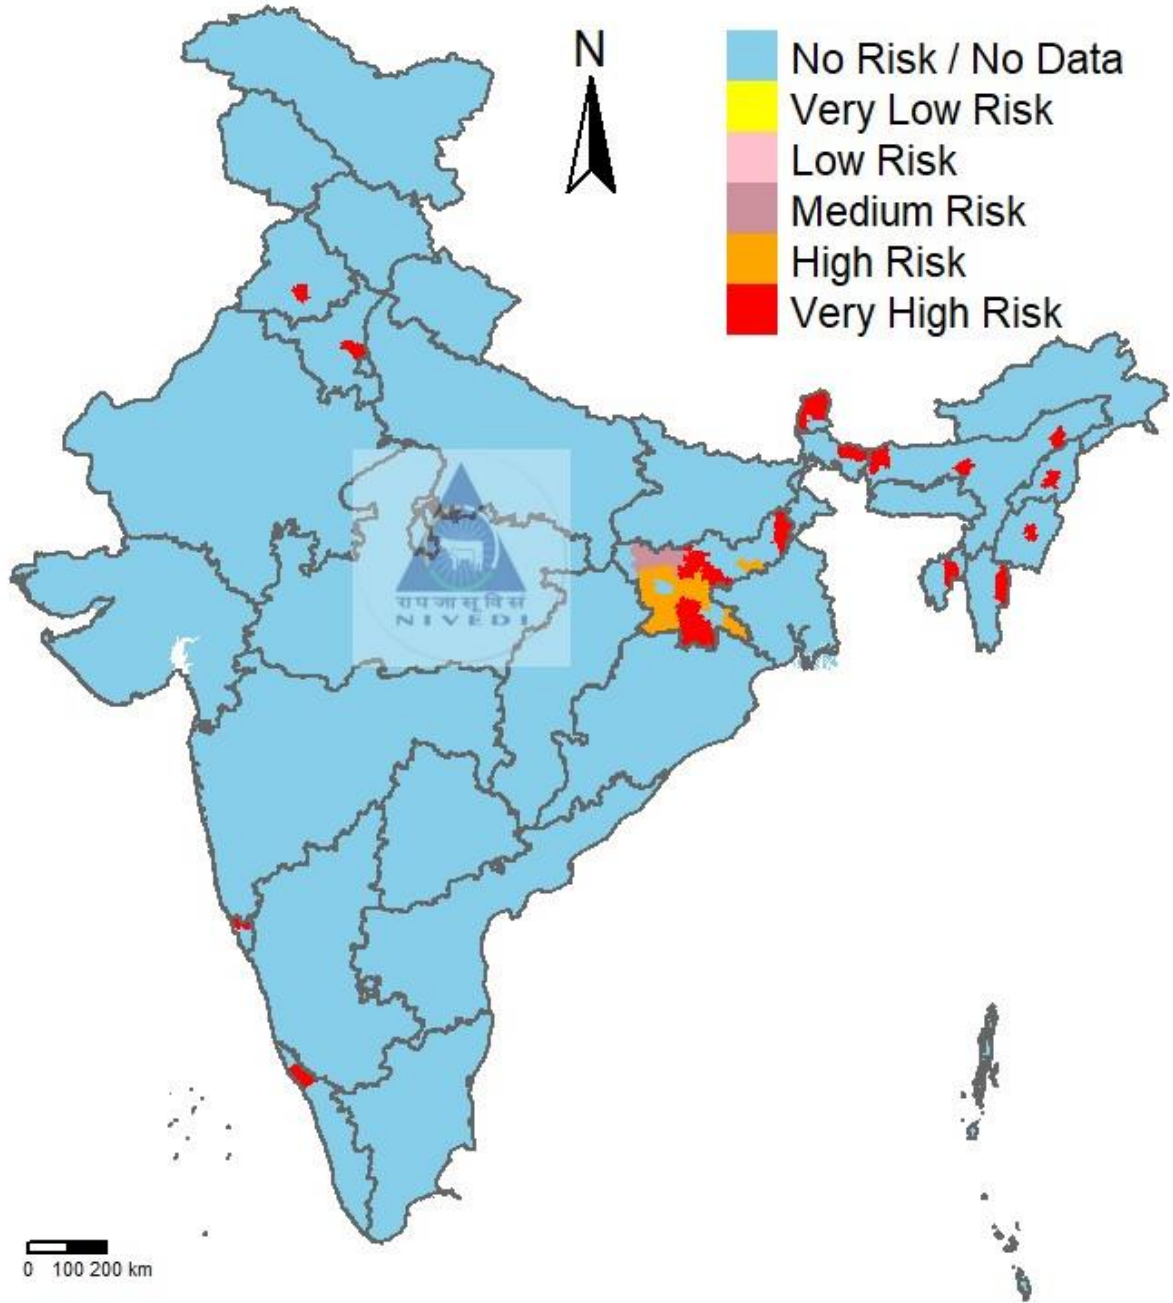 N
No Risk / No Data
Very Low Risk
Low Risk
Medium Risk
High Risk
Very High Risk
रा प जा सू वि सं
NIVEDI
0 100 200 km